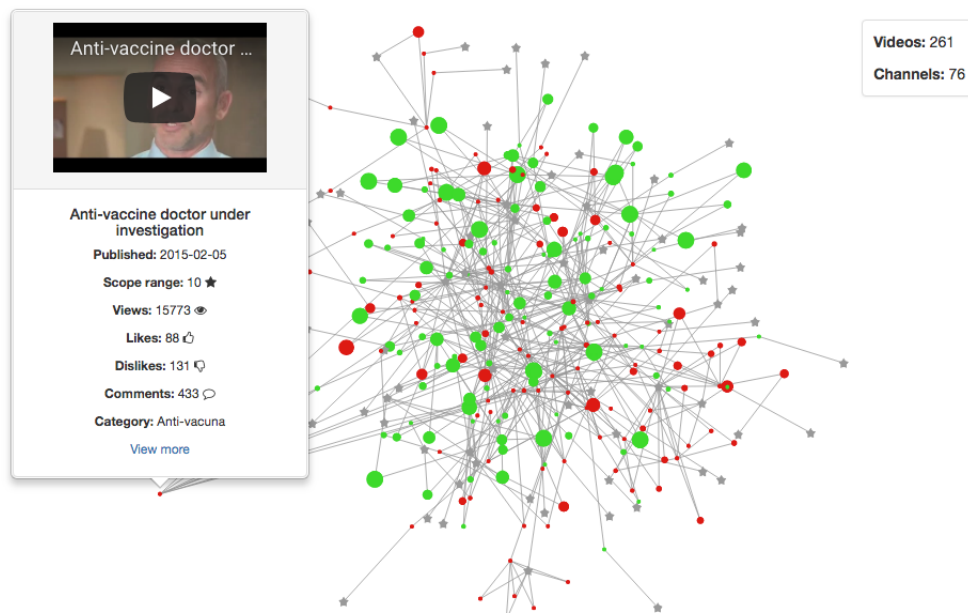 Anti-vaccine doctor ...
Anti-vaccine doctor under
investigation
Published: 2015-02-05
Scope range: 10
Views: 15773
Likes: 88
Dislikes: 131
Comments: 433
Category: Anti-vacuna
View more
Videos: 261
Channels: 76